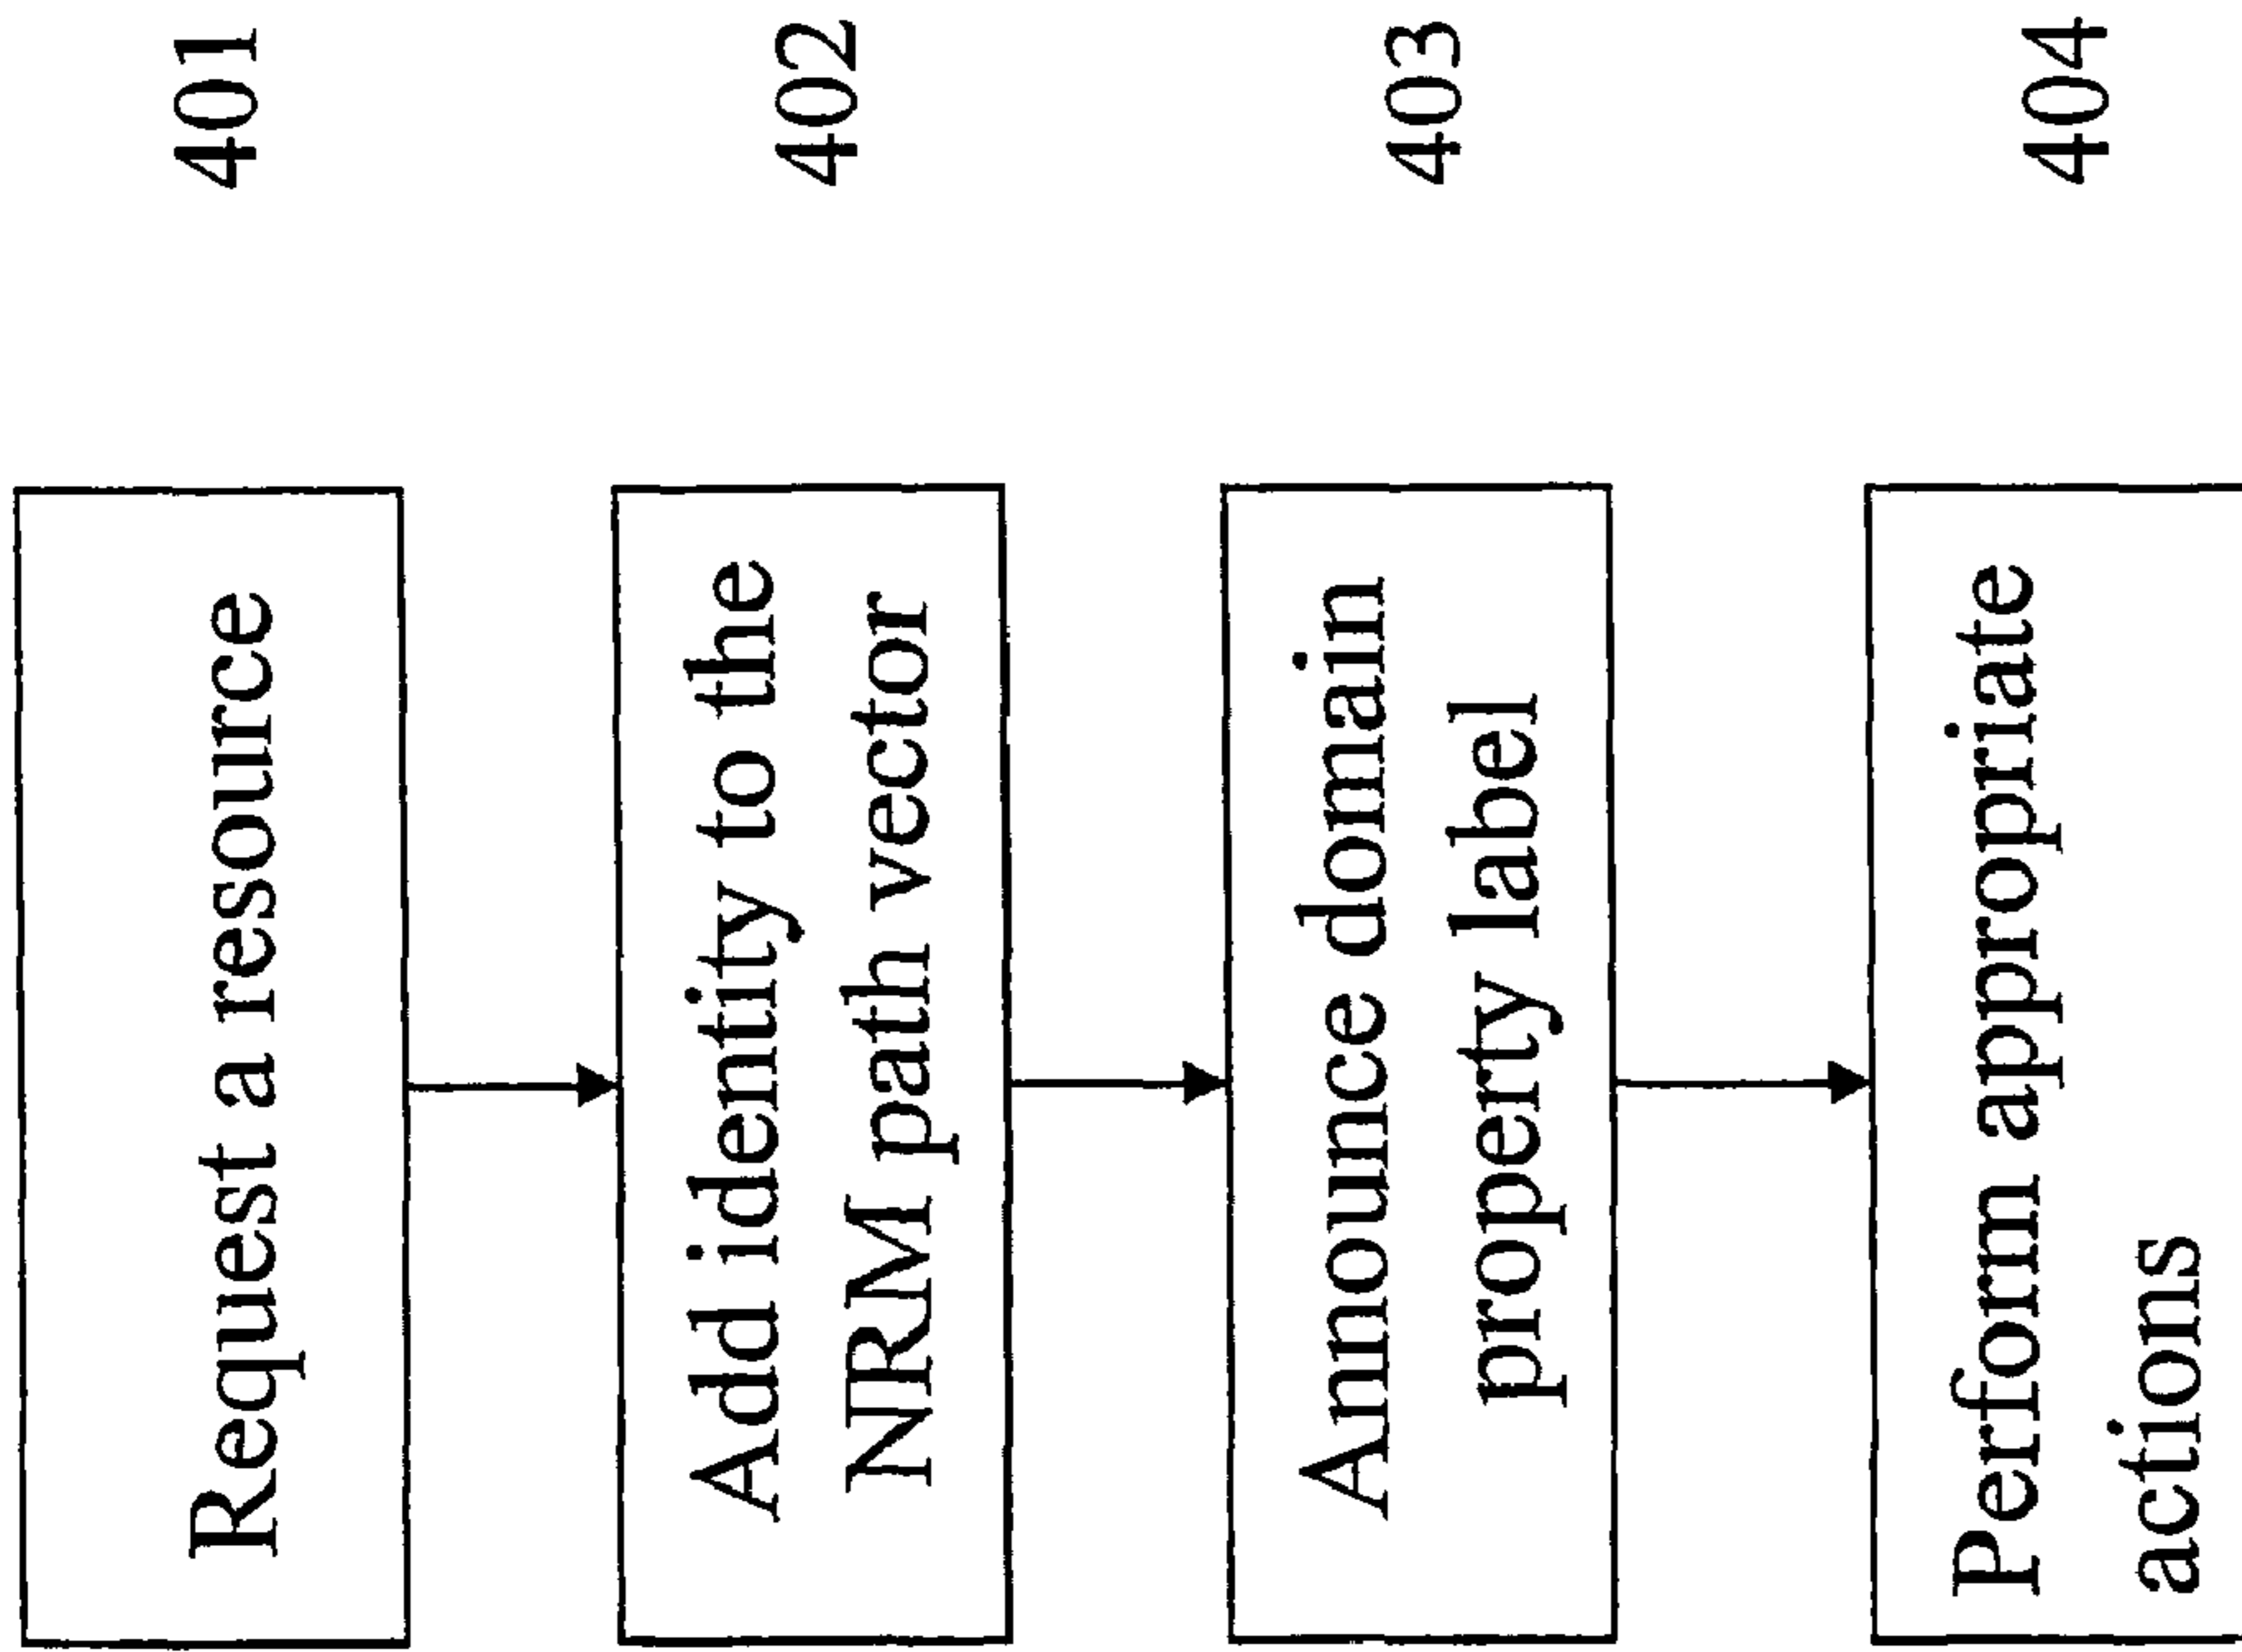 Request a resource
401
Add identity to the
NRM path vector
402
Announce domain
property label
403
Perform appropriate
actions
404